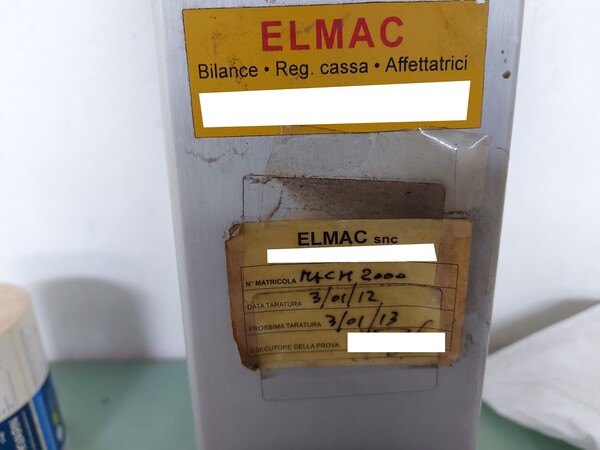 ELMAC
Bilance • Reg. cassa • Affettatrici
ELMAC snc
N° MATRICOLA MACH 2000
DATA TARATURA 3/01/12
PROSSIMA TARATURA 3/01/13
ESECUTORE DELLA PROVA